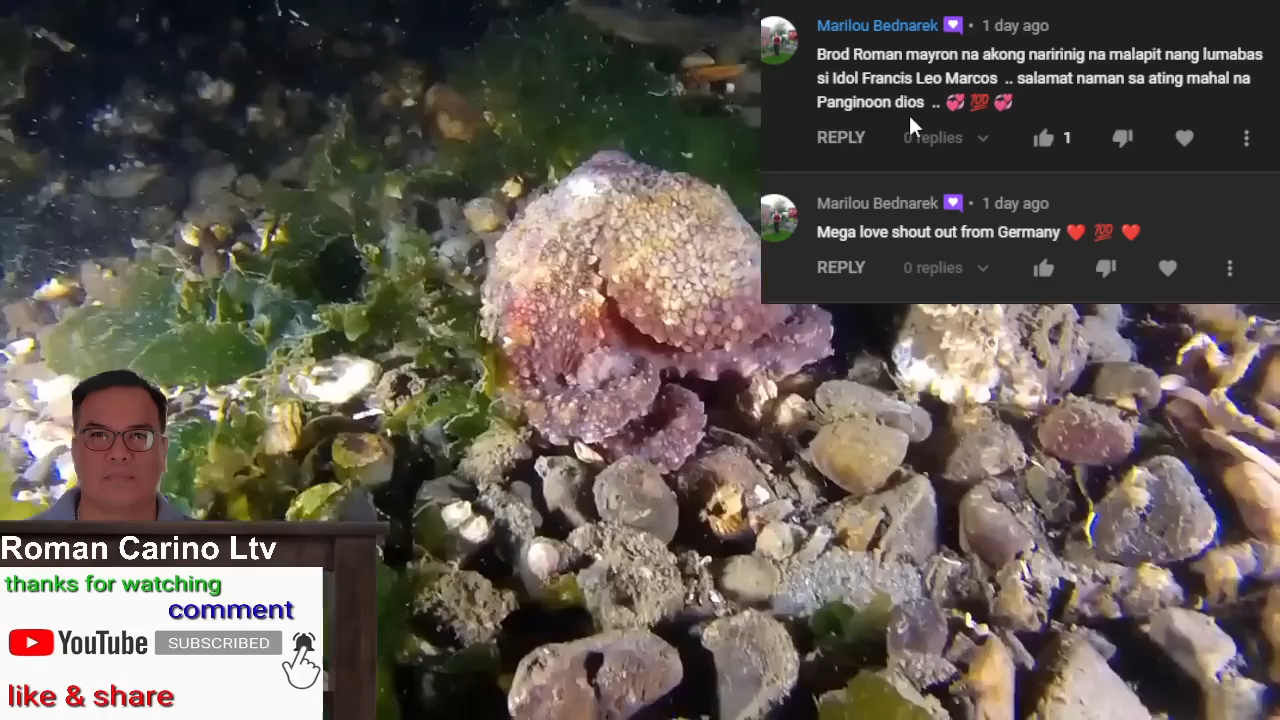 Marilou Bednarek • 1 day ago
Brod Roman mayron na akong naririnig na malapit nang lumabas
si Idol Francis Leo Marcos .. salamat naman sa ating mahal na
Panginoon dios .. 💞 💯 💞
REPLY 0 replies 1
Marilou Bednarek • 1 day ago
Mega love shout out from Germany ❤️ 💯 ❤️
REPLY 0 replies
Roman Carino Ltv
thanks for watching
comment
YouTube SUBSCRIBED
like & share